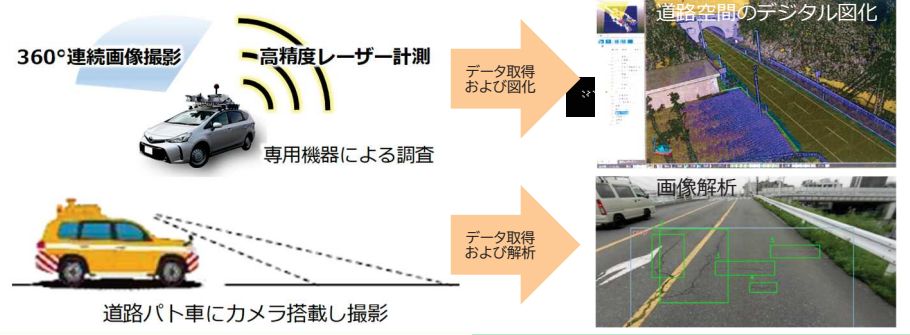 360°連続画像撮影
高精度レーザー計測
専用機器による調査
データ取得
および図化
道路空間のデジタル図化
道路パト車にカメラ搭載し撮影
データ取得
および解析
画像解析